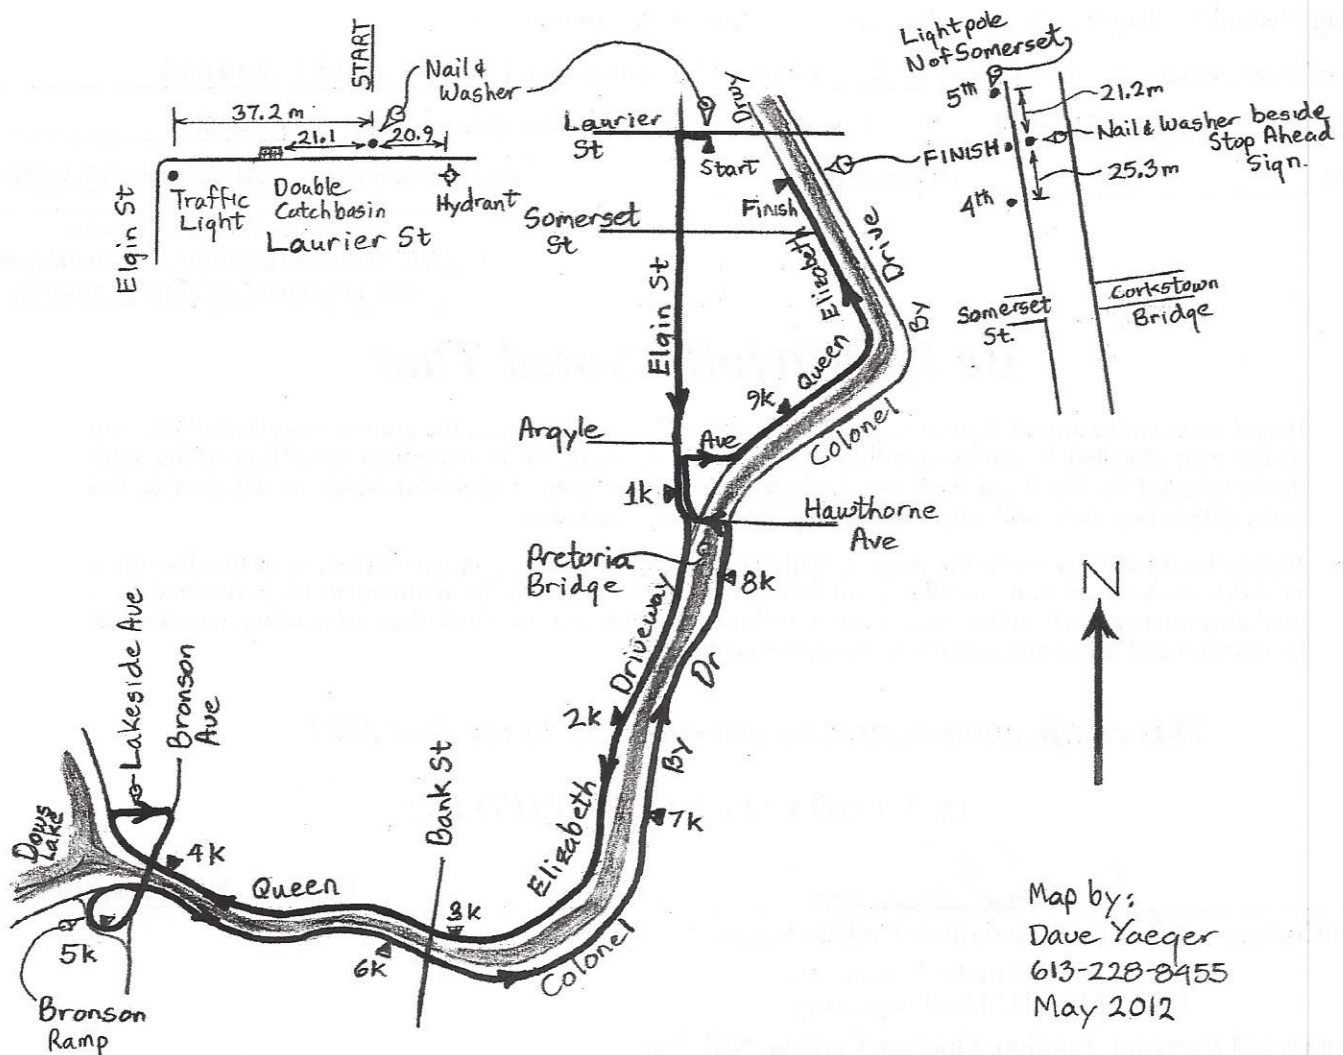 START
37.2 m
21.1
20.9
Nail &
Washer
Elgin St
Traffic
Light
Double
Catchbasin
Hydrant
Laurier St
Laurier
St
Drwy
Start
Finish
FINISH
Somerset
St
Elgin St
Queen Elizabeth
Colonel By Drive
Lightpole
N of Somerset
5th
21.2m
Nail & Washer beside
Stop Ahead
Sign.
25.3m
4th
Somerset
St.
Corkstown
Bridge
Argyle Ave
9k
1k
Hawthorne
Ave
Pretoria
Bridge
8k
N
Lakeside Ave
Bronson
Ave
Bank St
Queen Elizabeth Driveway
2k
Colonel By Dr
7k
Dows
Lake
4k
3k
6k
5k
Bronson
Ramp
Map by:
Dave Yaeger
613-228-8455
May 2012